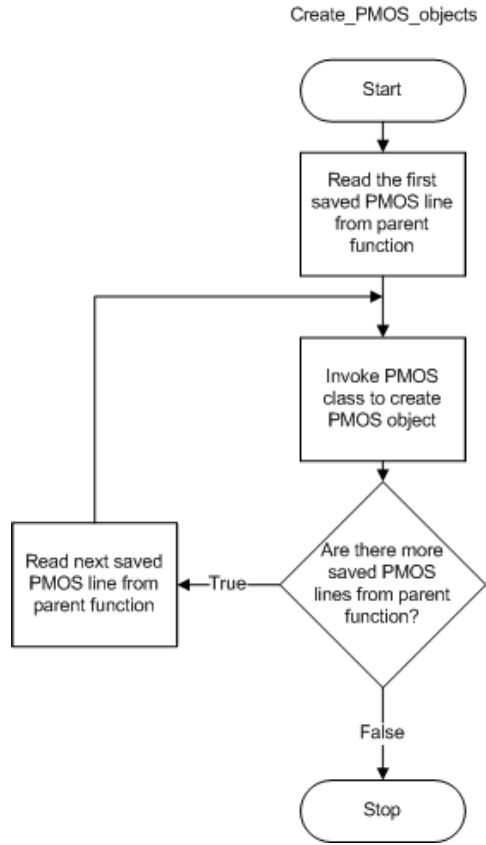 Create_PMOS_objects
Start
Read the first
saved PMOS line
from parent
function
Invoke PMOS
class to create
PMOS object
Are there more
saved PMOS
lines from parent
function?
True
Read next saved
PMOS line from
parent function
False
Stop